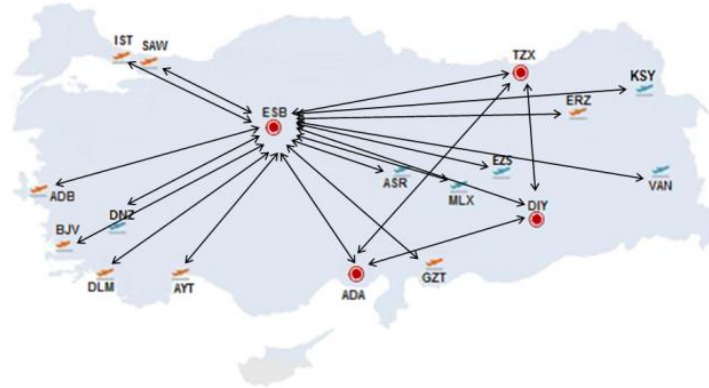 IST
SAW
TZX
KSY
ERZ
ESB
EZS
ASR
MLX
VAN
ADB
DNZ
DIY
BJV
DLM
AYT
ADA
GZT